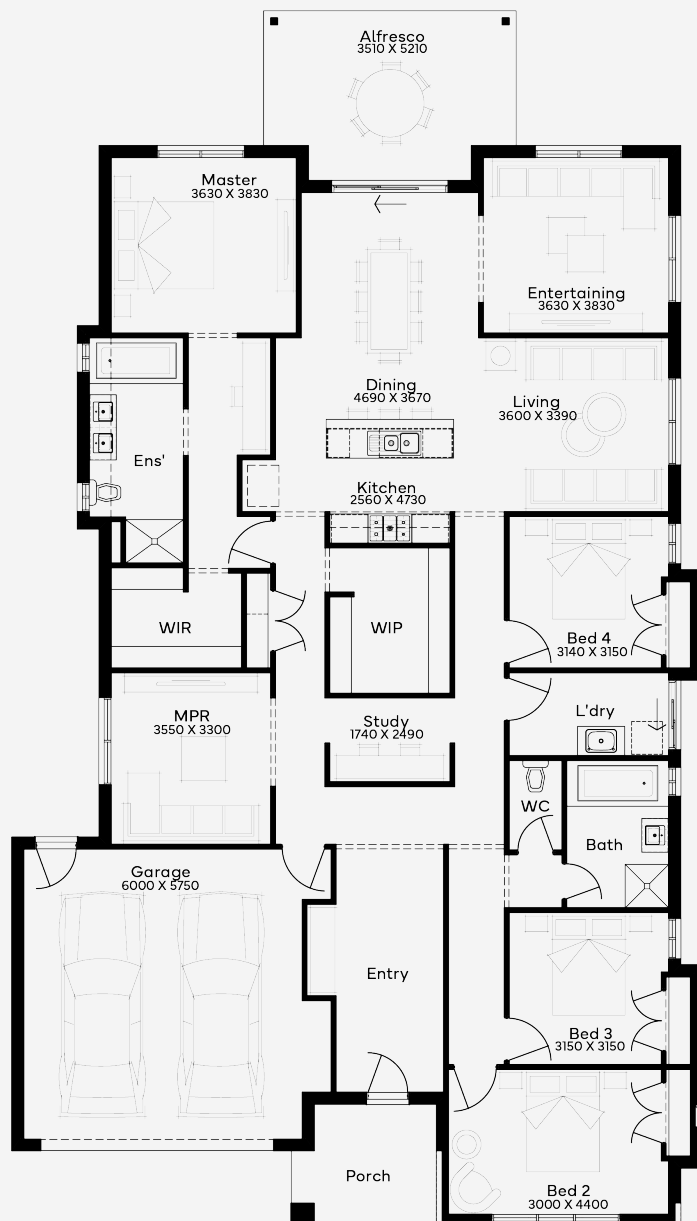 Alfresco
3510 X 5210
Master
3630 X 3830
Entertaining
3630 X 3830
Dining
4690 X 3670
Living
3600 X 3390
Ens'
Kitchen
2560 X 4730
WIR
WIP
Bed 4
3140 X 3150
MPR
3550 X 3300
Study
1740 X 2490
L'dry
WC
Bath
Garage
6000 X 5750
Entry
Bed 3
3150 X 3150
Porch
Bed 2
3000 X 4400